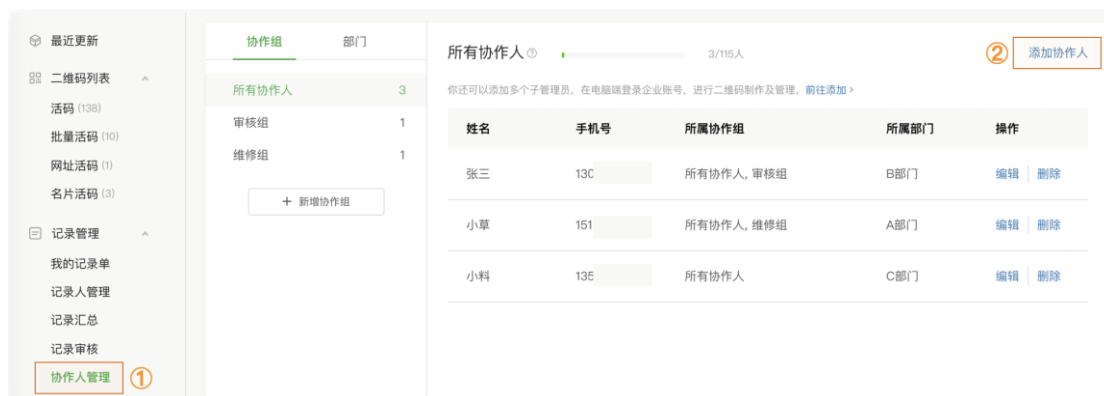 最近更新
二维码列表
活码 (138)
批量活码 (10)
网址活码 (1)
名片活码 (3)
记录管理
我的记录单
记录人管理
记录汇总
记录审核
协作人管理 ①
协作组 部门
所有协作人 3
审核组 1
维修组 1
+ 新增协作组
所有协作人 ? 3/115人 ② 添加协作人
你还可以添加多个子管理员，在电脑端登录企业账号，进行二维码制作及管理，前往添加 >
姓名 手机号 所属协作组 所属部门 操作
张三 130 所有协作人, 审核组 B部门 编辑 删除
小草 151 所有协作人, 维修组 A部门 编辑 删除
小料 135 所有协作人 C部门 编辑 删除